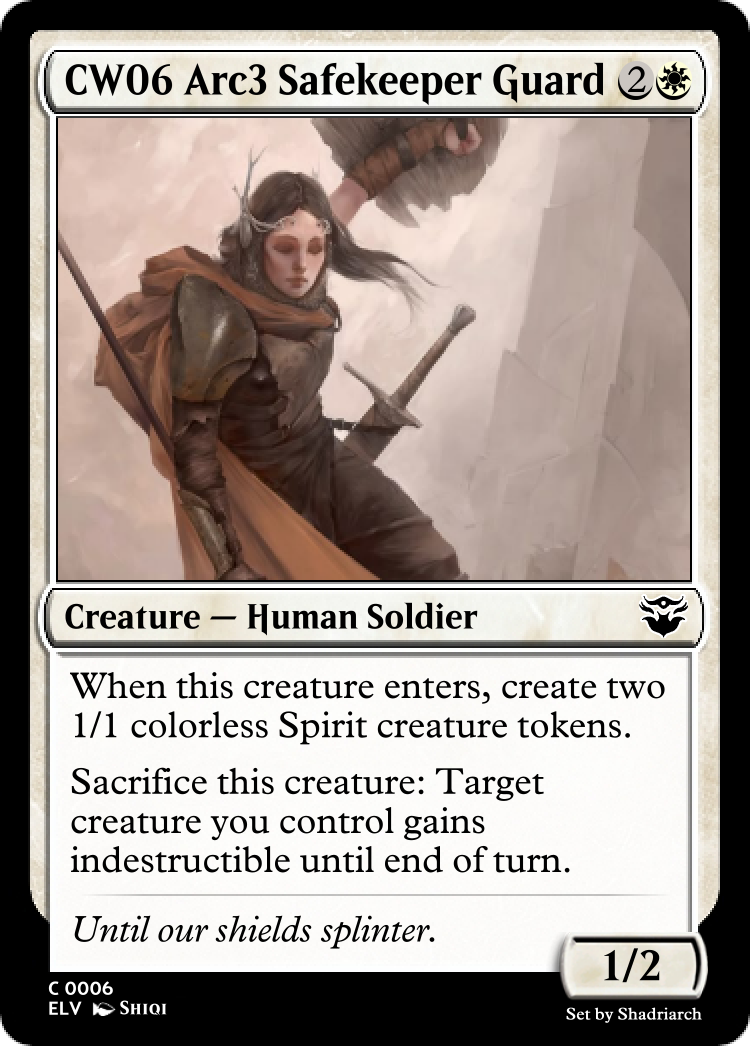 CW06 Arc3 Safekeeper Guard 2
Creature — Human Soldier
When this creature enters, create two
1/1 colorless Spirit creature tokens.
Sacrifice this creature: Target
creature you control gains
indestructible until end of turn.
Until our shields splinter.
1/2
C 0006
ELV Shiqi
Set by Shadriarch